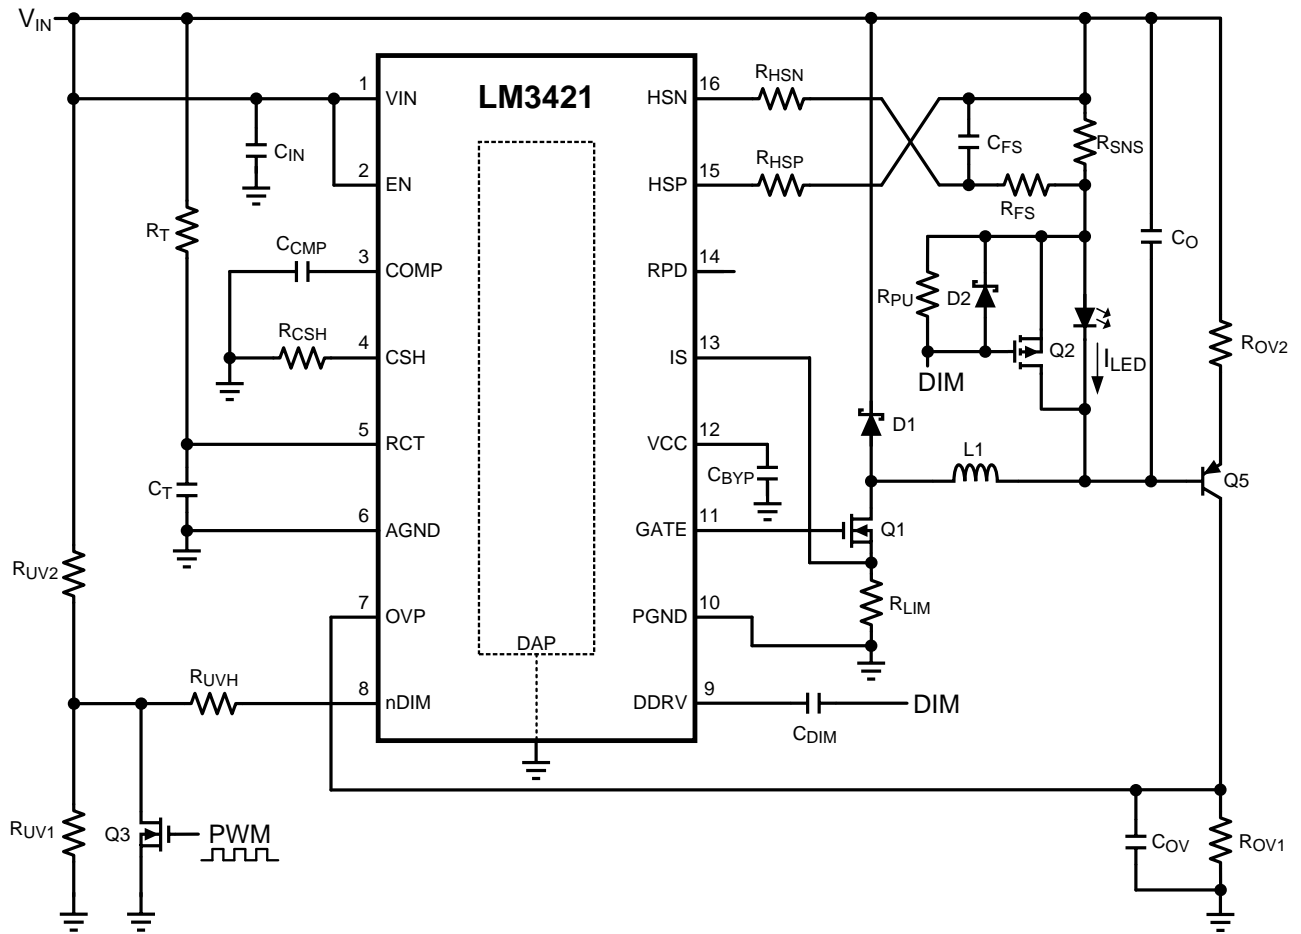 VIN
LM3421
1
VIN
CIN
2
EN
RT
CCMP
3
COMP
RCSH
4
CSH
5
RCT
CT
6
AGND
RUV2
7
OVP
RUVH
8
nDIM
RUV1
Q3
PWM
DAP
16
HSN
RHSN
15
HSP
RHSP
CFS
RSNS
RFS
14
RPD
RPU
D2
Q2
ILED
DIM
CO
ROV2
13
IS
D1
12
VCC
CBYP
L1
Q5
11
GATE
Q1
RLIM
10
PGND
9
DDRV
CDIM
DIM
COV
ROV1